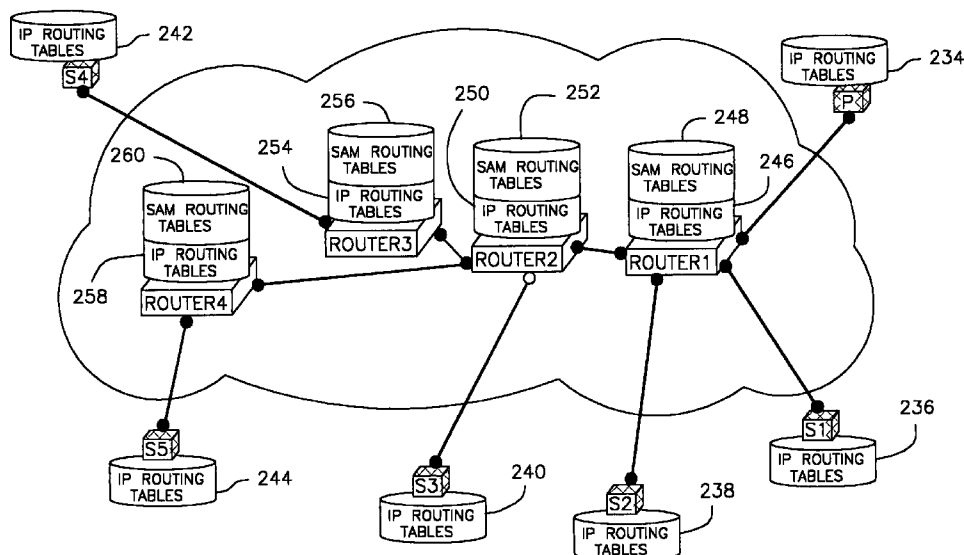 IP ROUTING
TABLES
242
S4
IP ROUTING
TABLES
234
P
256
SAM ROUTING
TABLES
254
IP ROUTING
TABLES
ROUTER3
250
252
SAM ROUTING
TABLES
IP ROUTING
TABLES
ROUTER2
248
SAM ROUTING
TABLES
246
IP ROUTING
TABLES
ROUTER1
260
SAM ROUTING
TABLES
IP ROUTING
TABLES
258
ROUTER4
S5
IP ROUTING
TABLES
244
S3
IP ROUTING
TABLES
240
S2
IP ROUTING
TABLES
238
S1
IP ROUTING
TABLES
236